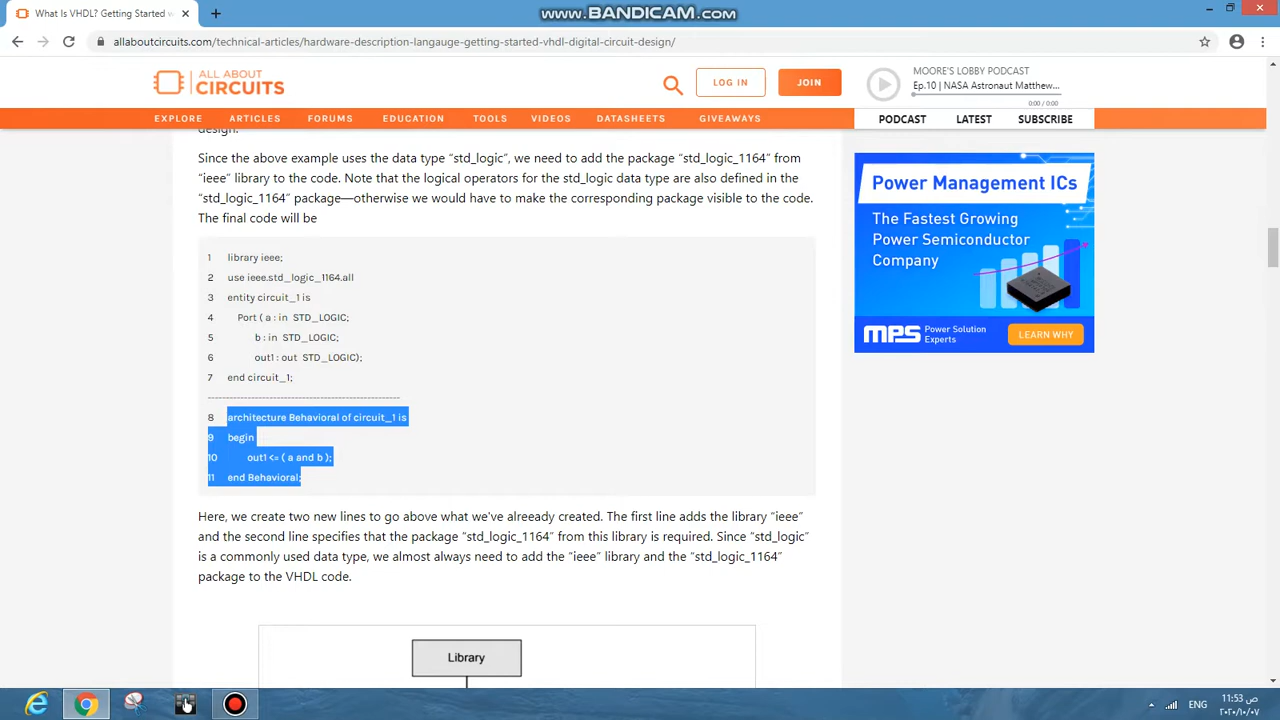 What Is VHDL? Getting Started w
www.BANDICAM.com
allaboutcircuits.com/technical-articles/hardware-description-langauge-getting-started-vhdl-digital-circuit-design/
ALL ABOUT
CIRCUITS
LOG IN
JOIN
MOORE'S LOBBY PODCAST
Ep.10 | NASA Astronaut Matthew...
0:00 / 0:00
EXPLORE ARTICLES FORUMS EDUCATION TOOLS VIDEOS DATASHEETS GIVEAWAYS
PODCAST LATEST SUBSCRIBE
design.
Since the above example uses the data type “std_logic”, we need to add the package “std_logic_1164” from
“ieee” library to the code. Note that the logical operators for the std_logic data type are also defined in the
“std_logic_1164” package—otherwise we would have to make the corresponding package visible to the code.
The final code will be
1 library ieee;
2 use ieee.std_logic_1164.all
3 entity circuit_1 is
4 Port ( a : in STD_LOGIC;
5 b : in STD_LOGIC;
6 out1 : out STD_LOGIC);
7 end circuit_1;
-----------------------------------------------------
8 architecture Behavioral of circuit_1 is
9 begin
10 out1 <= ( a and b );
11 end Behavioral;
Here, we create two new lines to go above what we've alreeady created. The first line adds the library “ieee”
and the second line specifies that the package “std_logic_1164” from this library is required. Since “std_logic”
is a commonly used data type, we almost always need to add the “ieee” library and the “std_logic_1164”
package to the VHDL code.
Library
Power Management ICs
The Fastest Growing
Power Semiconductor
Company
MPS Power Solution
Experts
LEARN WHY
ENG
11:53 ص
٢٠٢٠/١٠/٠٧